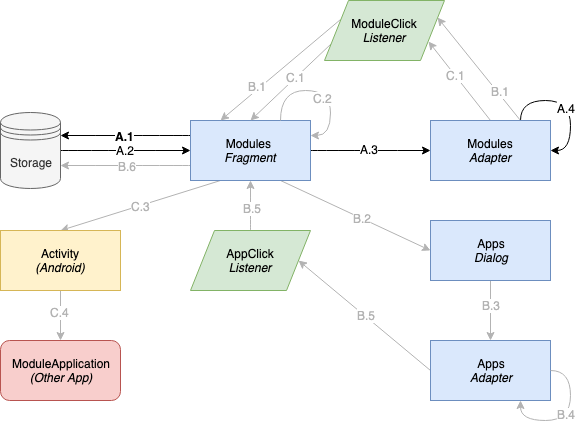 ModuleClick
Listener
B.1
C.1
C.1
B.1
C.2
A.4
A.1
Storage
A.2
B.6
Modules
Fragment
A.3
Modules
Adapter
C.3
B.5
B.2
Activity
(Android)
AppClick
Listener
Apps
Dialog
C.4
B.5
B.3
ModuleApplication
(Other App)
Apps
Adapter
B.4